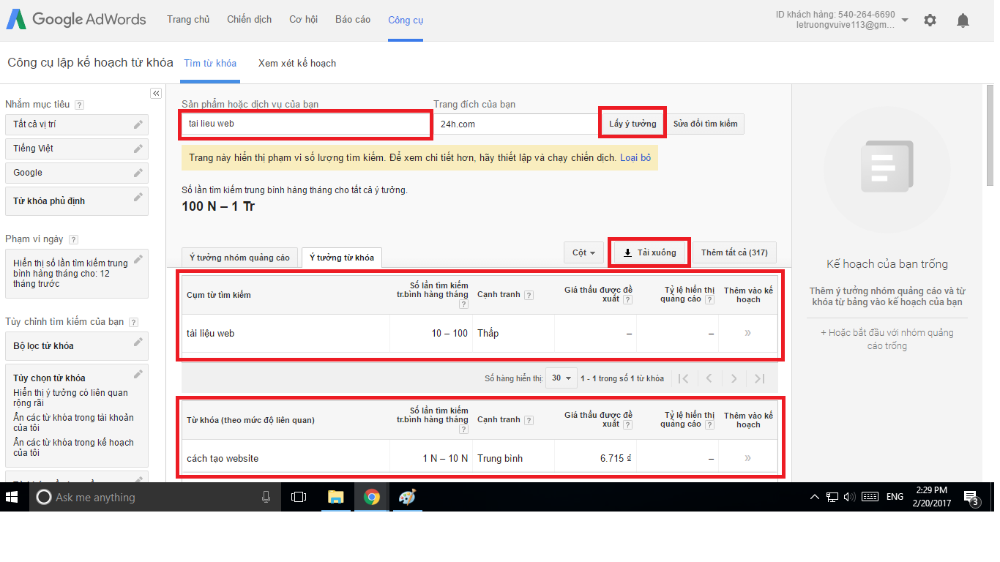 Google AdWords
Trang chủ
Chiến dịch
Cơ hội
Báo cáo
Công cụ
ID khách hàng: 540-264-6690
letruongvuive113@gm...
Công cụ lập kế hoạch từ khóa
Tìm từ khóa
Xem xét kế hoạch
Nhắm mục tiêu ?
Tất cả vị trí
Tiếng Việt
Google
Từ khóa phủ định
Phạm vi ngày ?
Hiển thị số lần tìm kiếm trung
bình hàng tháng cho: 12
tháng trước
Tùy chỉnh tìm kiếm của bạn ?
Bộ lọc từ khóa
Tùy chọn từ khóa
Hiển thị ý tưởng có liên quan
rộng rãi
Ẩn các từ khóa trong tài khoản
của tôi
Ẩn các từ khóa trong kế hoạch
của tôi
Sản phẩm hoặc dịch vụ của bạn
Trang đích của bạn
tai lieu web
24h.com
Lấy ý tưởng
Sửa đổi tìm kiếm
Trang này hiển thị phạm vi số lượng tìm kiếm. Để xem chi tiết hơn, hãy thiết lập và chạy chiến dịch. Loại bỏ
Số lần tìm kiếm trung bình hàng tháng cho tất cả ý tưởng.
100 N – 1 Tr
Ý tưởng nhóm quảng cáo
Ý tưởng từ khóa
Cột
Tải xuống
Thêm tất cả (317)
Cụm từ tìm kiếm
Số lần tìm kiếm
tr.bình hàng tháng
?
Cạnh tranh ?
Giá thầu được đề
xuất ?
Tỷ lệ hiển thị
quảng cáo ?
Thêm vào kế
hoạch
tài liệu web
10 – 100
Thấp
–
–
»
Số hàng hiển thị:
30
1 - 1 trong số 1 từ khóa
Từ khóa (theo mức độ liên quan)
Số lần tìm kiếm
tr.bình hàng tháng
?
Cạnh tranh ?
Giá thầu được đề
xuất ?
Tỷ lệ hiển thị
quảng cáo ?
Thêm vào kế
hoạch
cách tạo website
1 N – 10 N
Trung bình
6.715 ₫
–
»
Kế hoạch của bạn trống
Thêm ý tưởng nhóm quảng cáo và từ
khóa từ bảng vào kế hoạch của bạn
+ Hoặc bắt đầu với nhóm quảng
cáo trống
Ask me anything
ENG
2:29 PM
2/20/2017
3